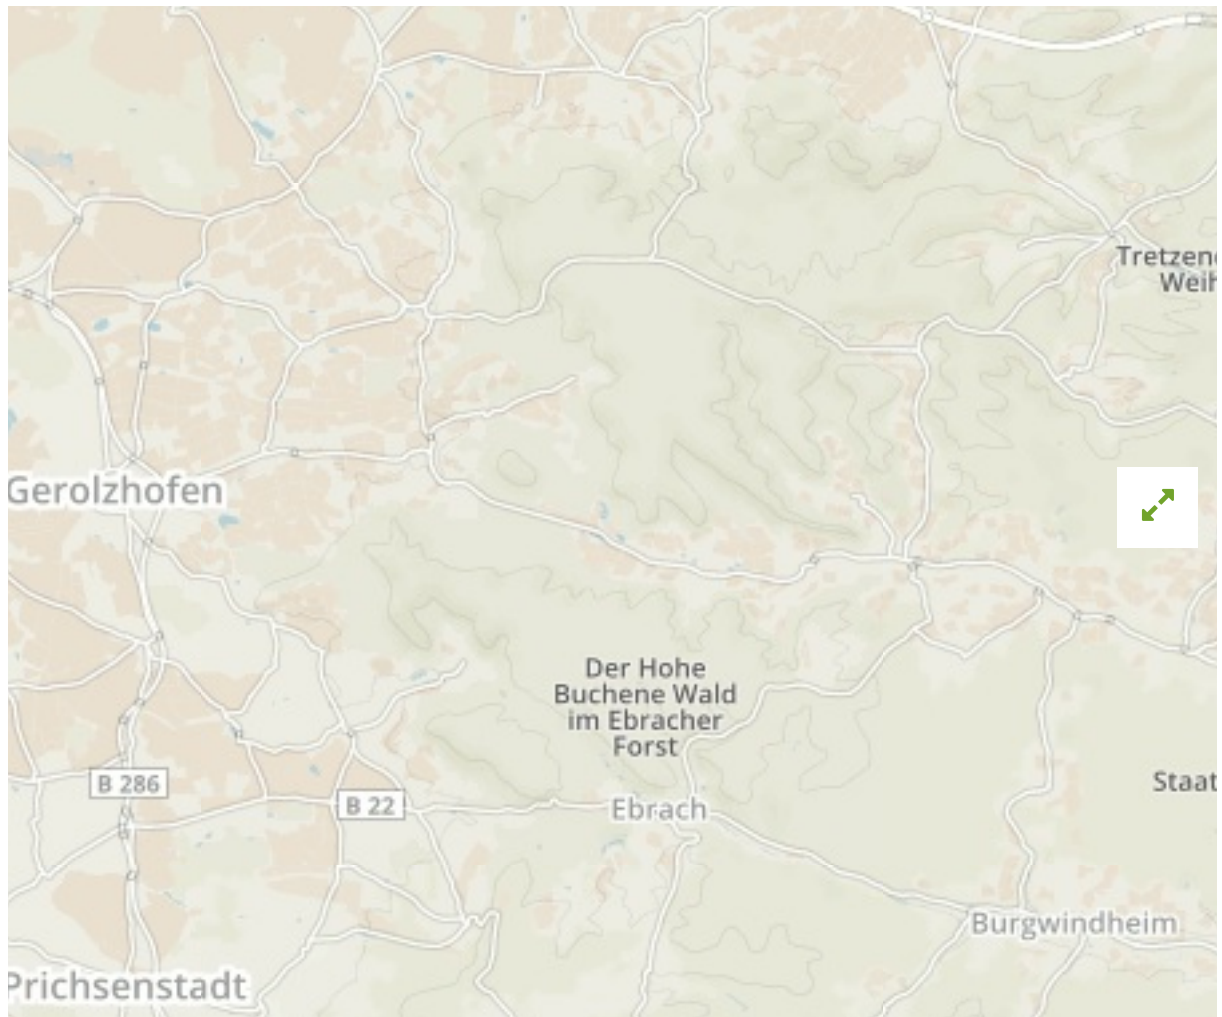 Tretzend
Weih
Gerolzhofen
Der Hohe
Buchene Wald
im Ebracher
Forst
Staat
B 286
B 22
Ebrach
Burgwindheim
Prichsenstadt